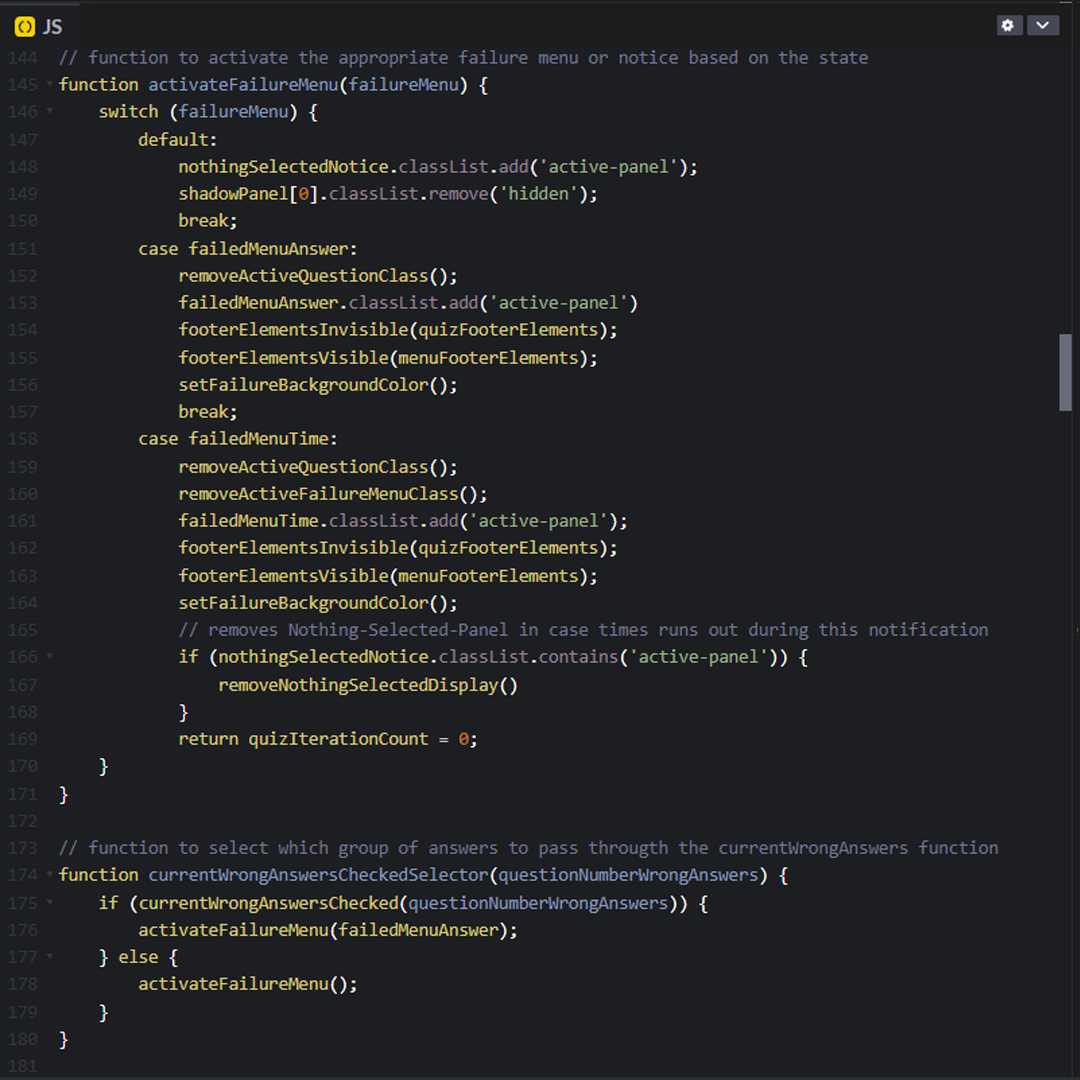 JS
144 // function to activate the appropriate failure menu or notice based on the state
145 function activateFailureMenu(failureMenu) {
146     switch (failureMenu) {
147         default:
148             nothingSelectedNotice.classList.add('active-panel');
149             shadowPanel[0].classList.remove('hidden');
150             break;
151         case failedMenuAnswer:
152             removeActiveQuestionClass();
153             failedMenuAnswer.classList.add('active-panel')
154             footerElementsInvisible(quizFooterElements);
155             footerElementsVisible(menuFooterElements);
156             setFailureBackgroundColor();
157             break;
158         case failedMenuTime:
159             removeActiveQuestionClass();
160             removeActiveFailureMenuClass();
161             failedMenuTime.classList.add('active-panel');
162             footerElementsInvisible(quizFooterElements);
163             footerElementsVisible(menuFooterElements);
164             setFailureBackgroundColor();
165             // removes Nothing-Selected-Panel in case times runs out during this notification
166             if (nothingSelectedNotice.classList.contains('active-panel')) {
167                 removeNothingSelectedDisplay()
168             }
169             return quizIterationCount = 0;
170     }
171 }
172
173 // function to select which group of answers to pass througth the currentWrongAnswers function
174 function currentWrongAnswersCheckedSelector(questionNumberWrongAnswers) {
175     if (currentWrongAnswersChecked(questionNumberWrongAnswers)) {
176         activateFailureMenu(failedMenuAnswer);
177     } else {
178         activateFailureMenu();
179     }
180 }
181